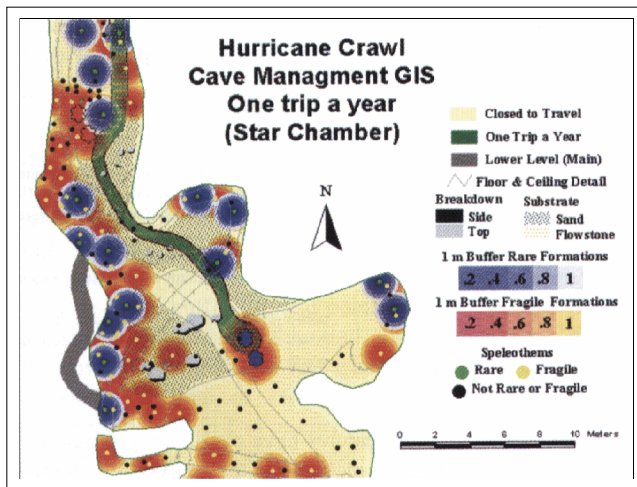 Hurricane Crawl
Cave Managment GIS
One trip a year
(Star Chamber)
Closed to Travel
One Trip a Year
Lower Level (Main)
Floor & Ceiling Detail
Breakdown
Substrate
Side
Sand
Top
Flowstone
1 m Buffer Rare Formations
.2 .4 .6 .8 1
1 m Buffer Fragile Formations
.2 .4 .6 .8 1
Speleothems
Rare
Fragile
Not Rare or Fragile
N
0 2 4 6 8 10 Meters